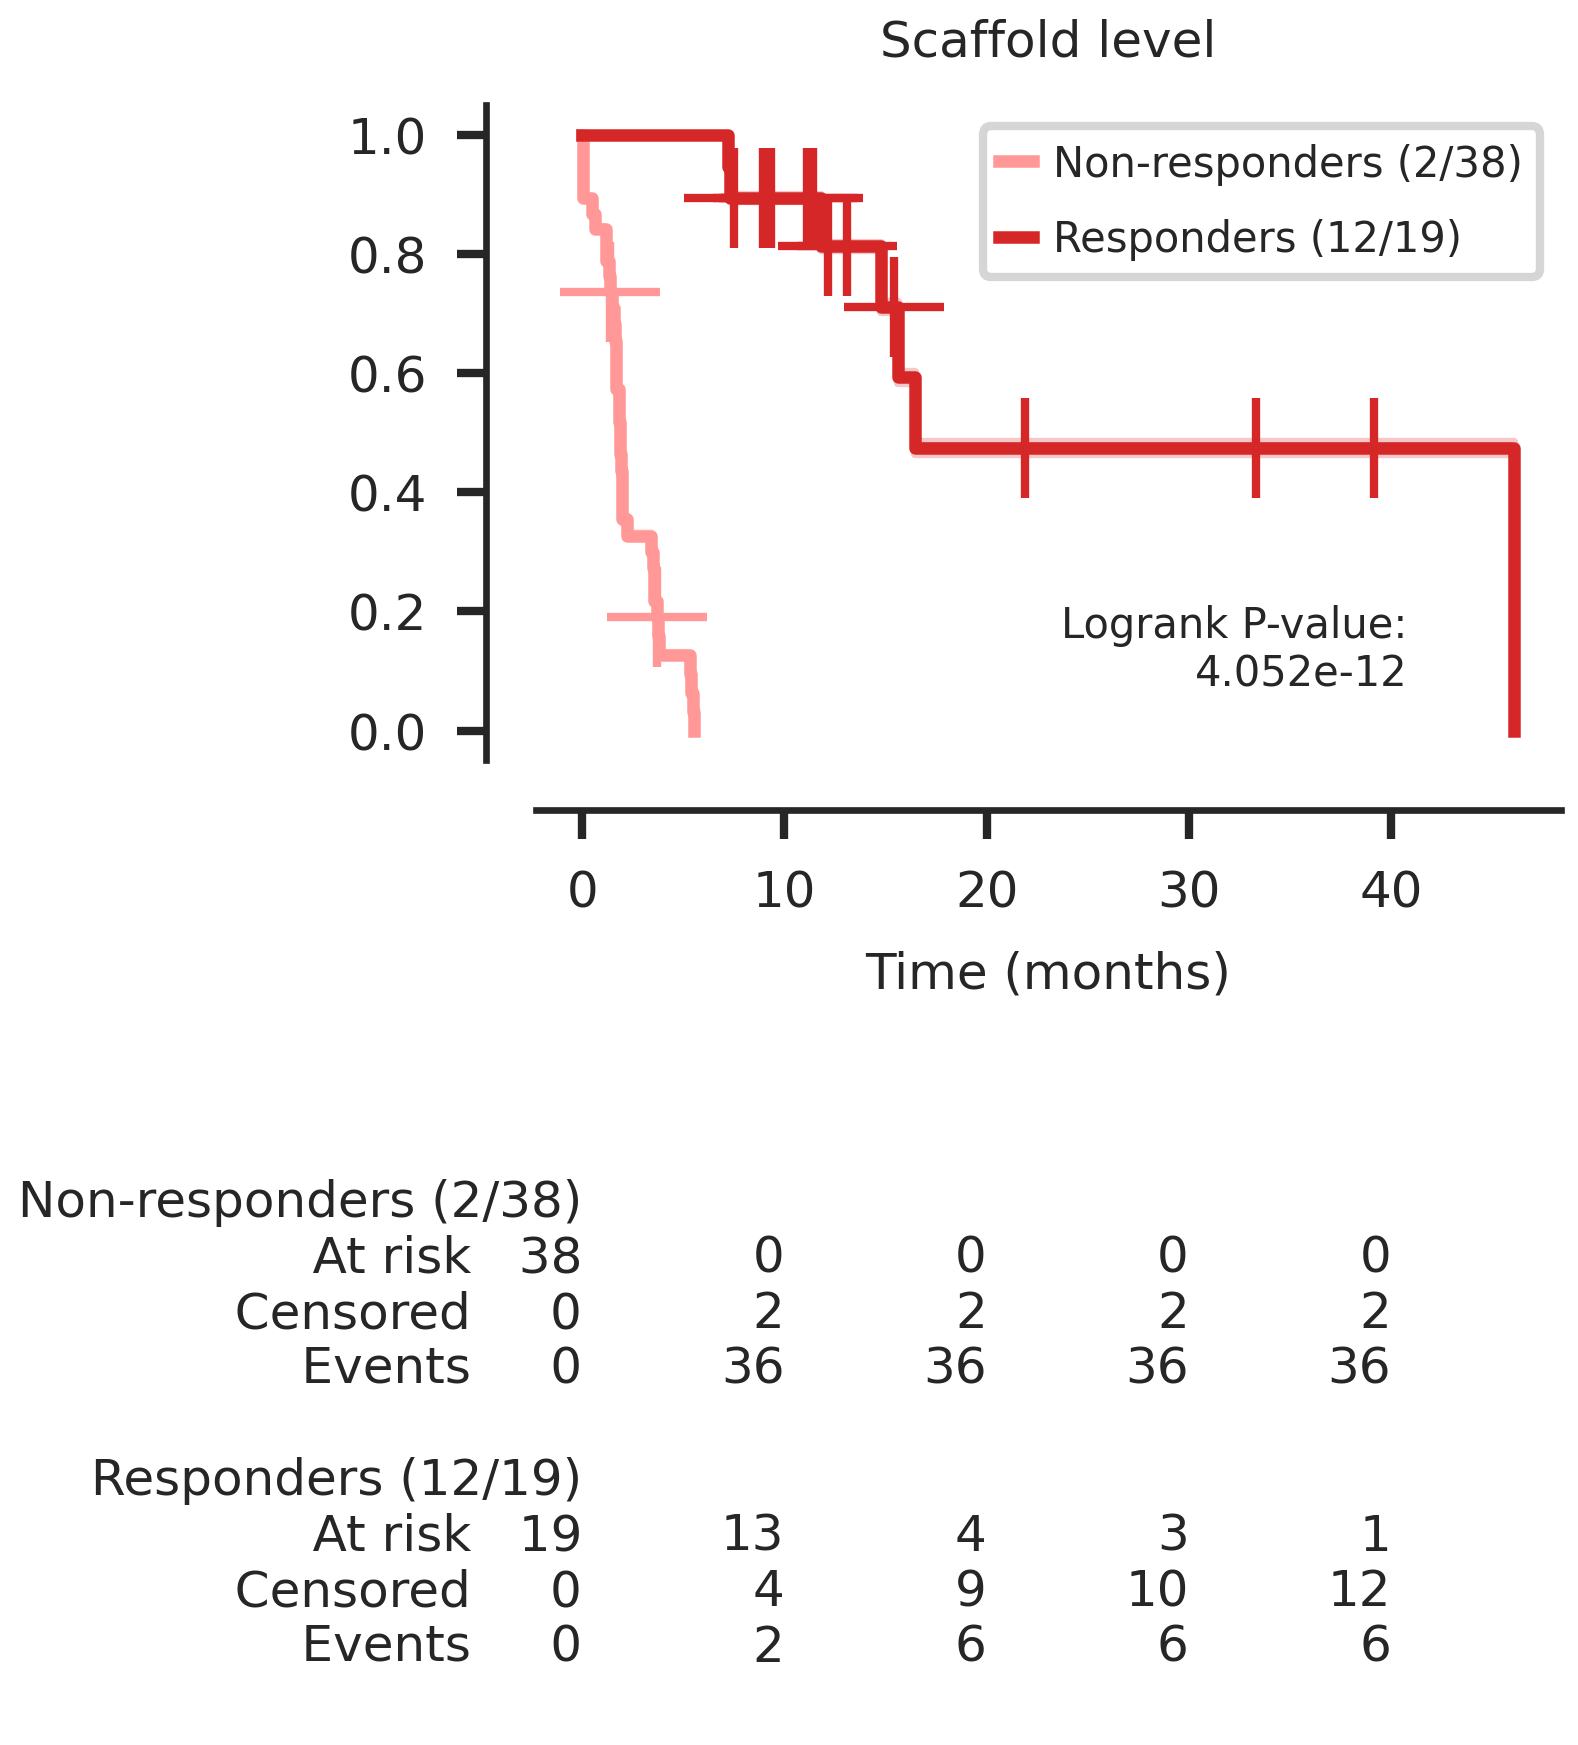 Scaffold level
1.0
0.8
0.6
0.4
0.2
0.0
Non-responders (2/38)
Responders (12/19)
Logrank P-value:
4.052e-12
0 10 20 30 40
Time (months)
Non-responders (2/38)
At risk 38 0 0 0 0
Censored 0 2 2 2 2
Events 0 36 36 36 36
Responders (12/19)
At risk 19 13 4 3 1
Censored 0 4 9 10 12
Events 0 2 6 6 6